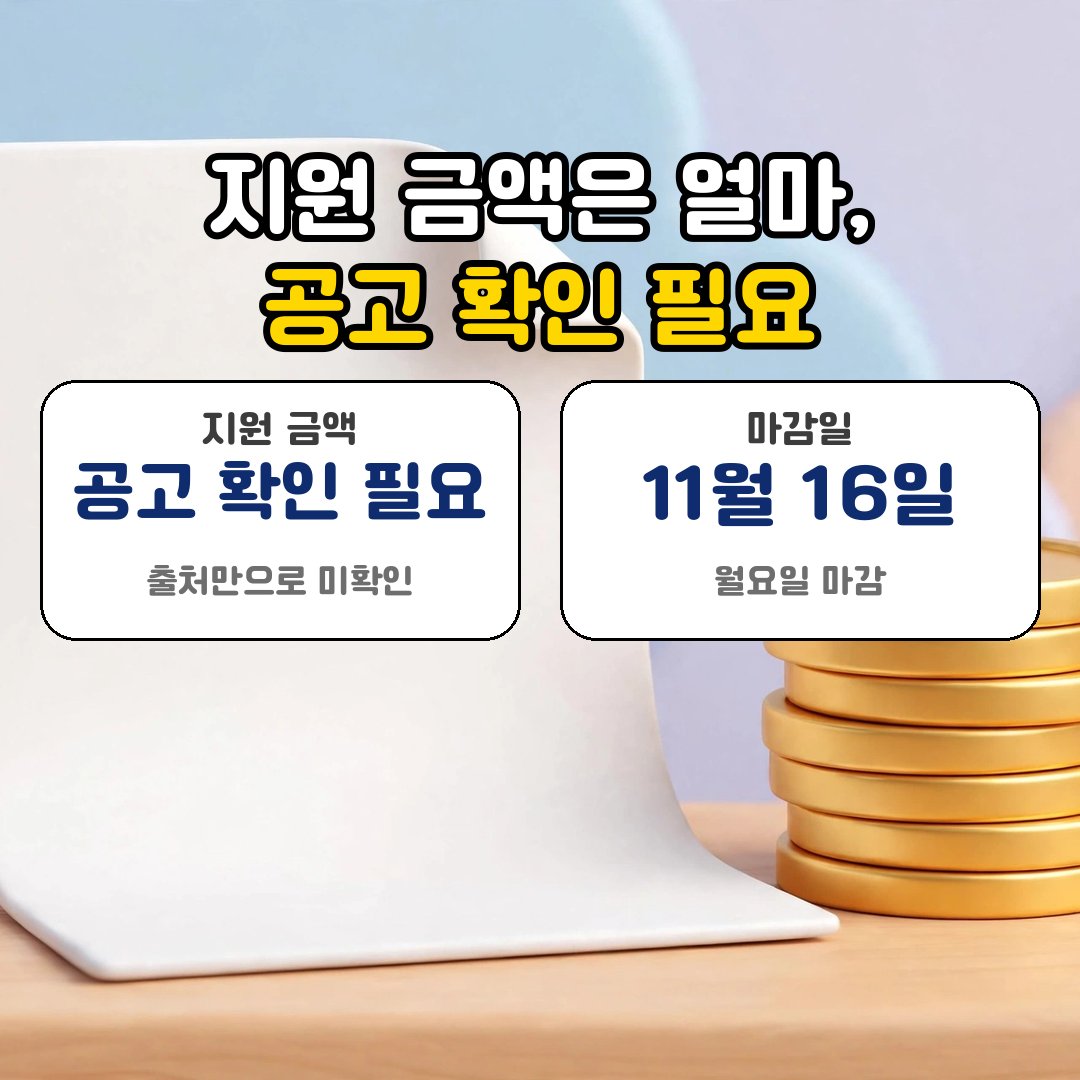 지원 금액은 얼마,
공고 확인 필요
지원 금액
공고 확인 필요
출처만으로 미확인
마감일
11월 16일
월요일 마감